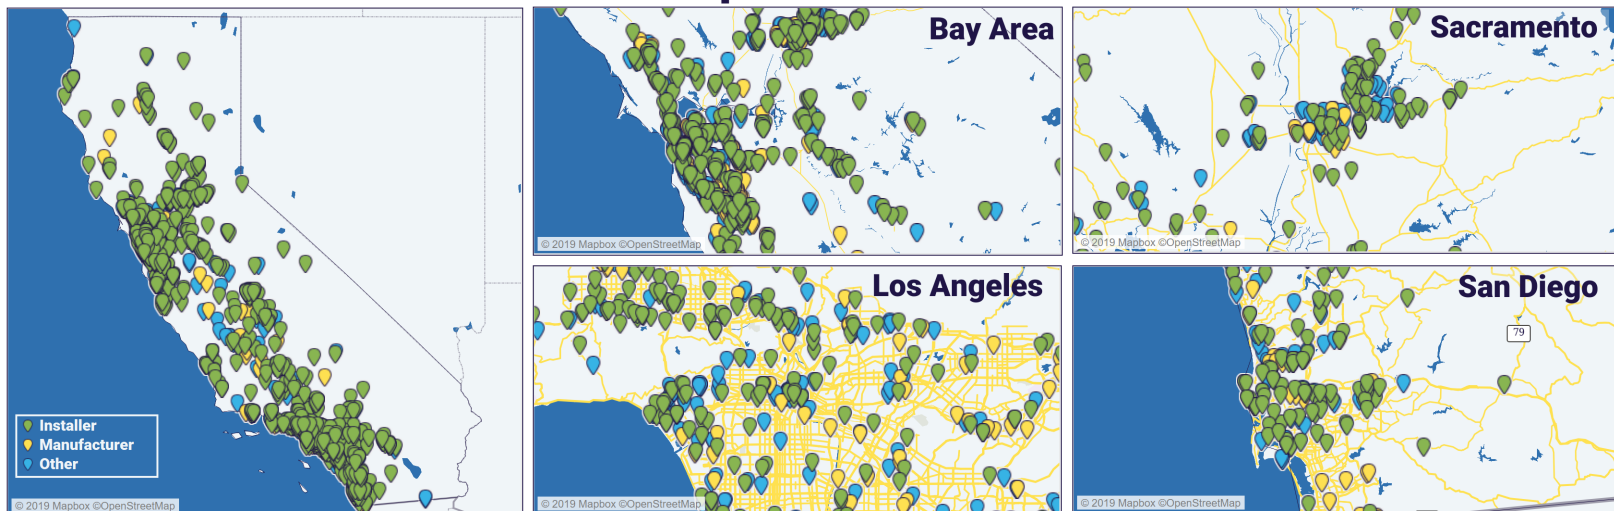 Bay Area
Sacramento
© 2019 Mapbox ©OpenStreetMap
© 2019 Mapbox ©OpenStreetMap
Los Angeles
San Diego
79
Installer
Manufacturer
Other
© 2019 Mapbox ©OpenStreetMap
© 2019 Mapbox ©OpenStreetMap
© 2019 Mapbox ©OpenStreetMap